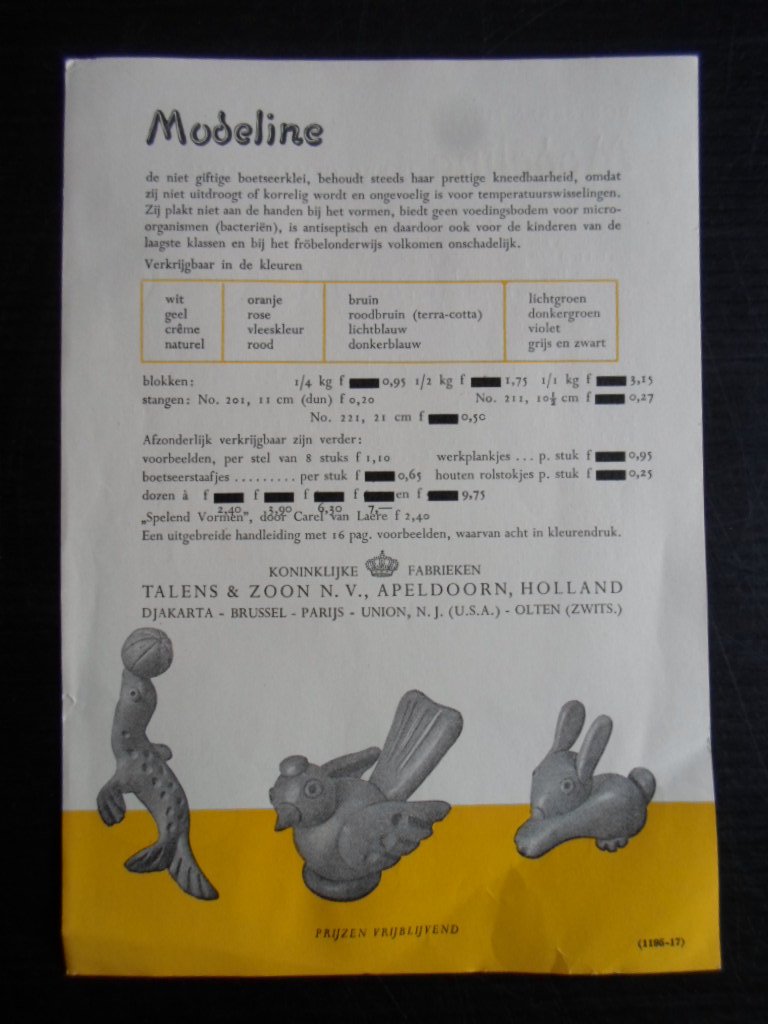 Modeline
de niet giftige boetseerklei, behoudt steeds haar prettige kneedbaarheid, omdat
zij niet uitdroogt of korrelig wordt en ongevoelig is voor temperatuurswisselingen.
Zij plakt niet aan de handen bij het vormen, biedt geen voedingsbodem voor micro-
organismen (bacteriën), is antiseptisch en daardoor ook voor de kinderen van de
laagste klassen en bij het fröbelonderwijs volkomen onschadelijk.
Verkrijgbaar in de kleuren
wit oranje bruin lichtgroen
geel rose roodbruin (terra-cotta) donkergroen
crême vleeskleur lichtblauw violet
naturel rood donkerblauw grijs en zwart
blokken: 1/4 kg f 0,95 1/2 kg f 1,75 1/1 kg f 3,15
stangen: No. 201, 11 cm (dun) f 0,20 No. 211, 10½ cm f 0,27
No. 221, 21 cm f 0,50
Afzonderlijk verkrijgbaar zijn verder:
voorbeelden, per stel van 8 stuks f 1,10 werkplankjes ... p. stuk f 0,95
boetseerstaafjes ......... per stuk f 0,65 houten rolstokjes p. stuk f 0,25
dozen à f f f f en f 9,75
2,40 3,90 6,30 7,—
„Spelend Vormen", door Carel van Laere f 2,40
Een uitgebreide handleiding met 16 pag. voorbeelden, waarvan acht in kleurendruk.
KONINKLIJKE FABRIEKEN
TALENS & ZOON N. V., APELDOORN, HOLLAND
DJAKARTA - BRUSSEL - PARIJS - UNION, N. J. (U.S.A.) - OLTEN (ZWITS.)
PRIJZEN VRIJBLIJVEND
(1195-17)